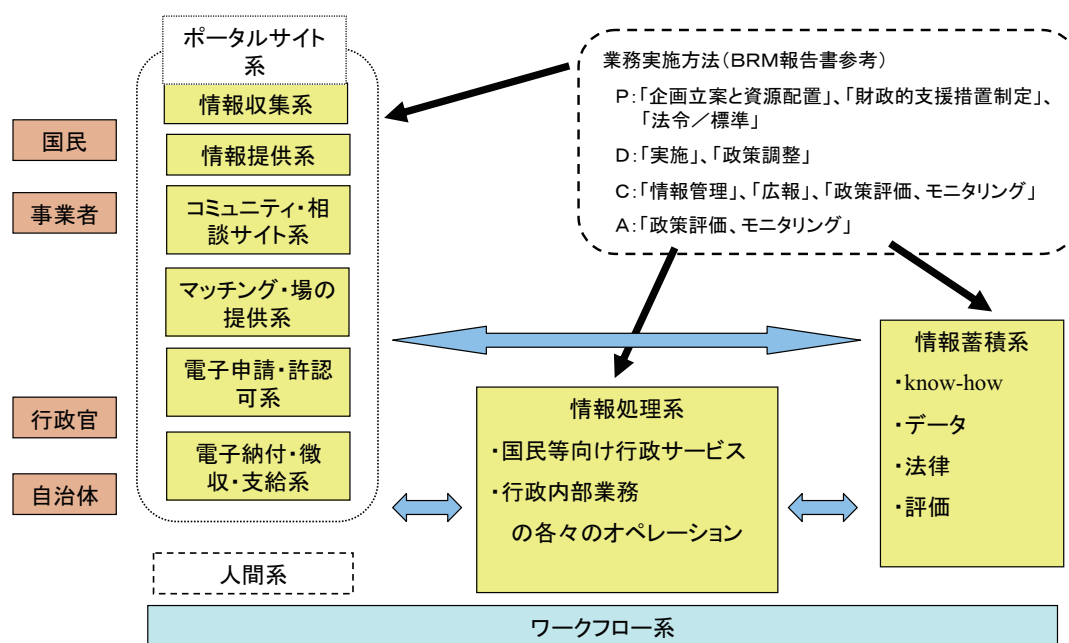 ポータルサイト
系
情報収集系
情報提供系
コミュニティ・相
談サイト系
マッチング・場の
提供系
電子申請・許認
可系
電子納付・徴
収・支給系
人間系
国民
事業者
行政官
自治体
業務実施方法（ＢＲＭ報告書参考）
Ｐ：「企画立案と資源配置」、「財政的支援措置制定」、
「法令／標準」
Ｄ：「実施」、「政策調整」
Ｃ：「情報管理」、「広報」、「政策評価、モニタリング」
Ａ：「政策評価、モニタリング」
情報処理系
・国民等向け行政サービス
・行政内部業務
の各々のオペレーション
情報蓄積系
・know-how
・データ
・法律
・評価
ワークフロー系